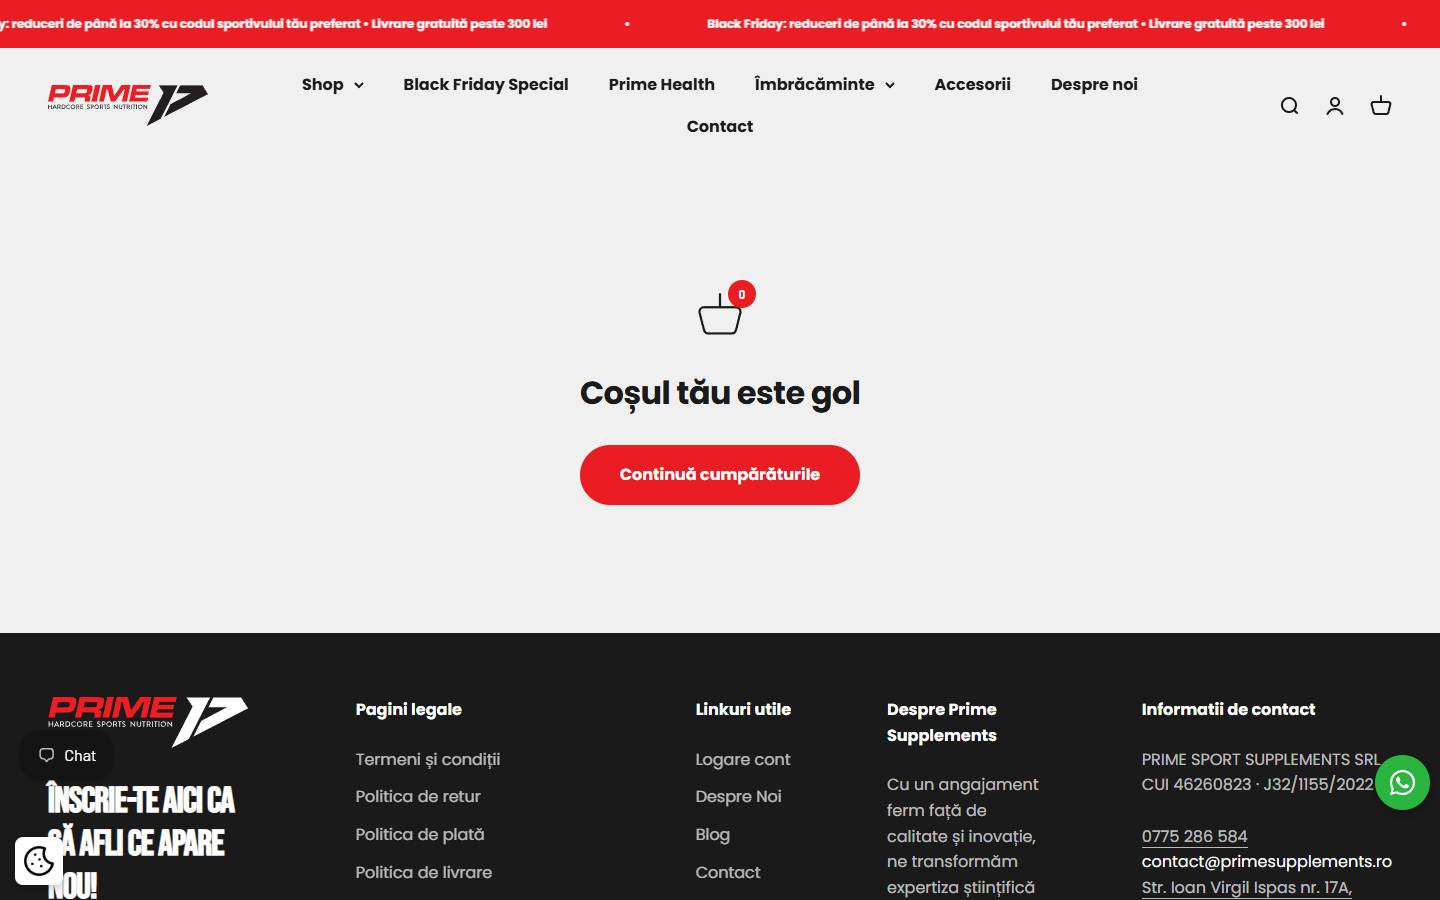 reduceri de până la 30% cu codul sportivului tău preferat • Livrare gratuită peste 300 lei • Black Friday: reduceri de până la 30% cu codul sportivului tău preferat • Livrare gratuită peste 300 lei •
PRIME
HARDCORE SPORTS NUTRITION
Shop
Black Friday Special
Prime Health
Îmbrăcăminte
Accesorii
Despre noi
Contact
0
Coșul tău este gol
Continuă cumpărăturile
PRIME
HARDCORE SPORTS NUTRITION
Chat
ÎNSCRIE-TE AICI CA
SĂ AFLI CE APARE
NOU!
Pagini legale
Termeni și condiții
Politica de retur
Politica de plată
Politica de livrare
Linkuri utile
Logare cont
Despre Noi
Blog
Contact
Despre Prime
Supplements
Cu un angajament
ferm față de
calitate și inovație,
ne transformăm
expertiza științifică
Informatii de contact
PRIME SPORT SUPPLEMENTS SRL
CUI 46260823 · J32/1155/2022
0775 286 584
contact@primesupplements.ro
Str. Ioan Virgil Ispas nr. 17A,